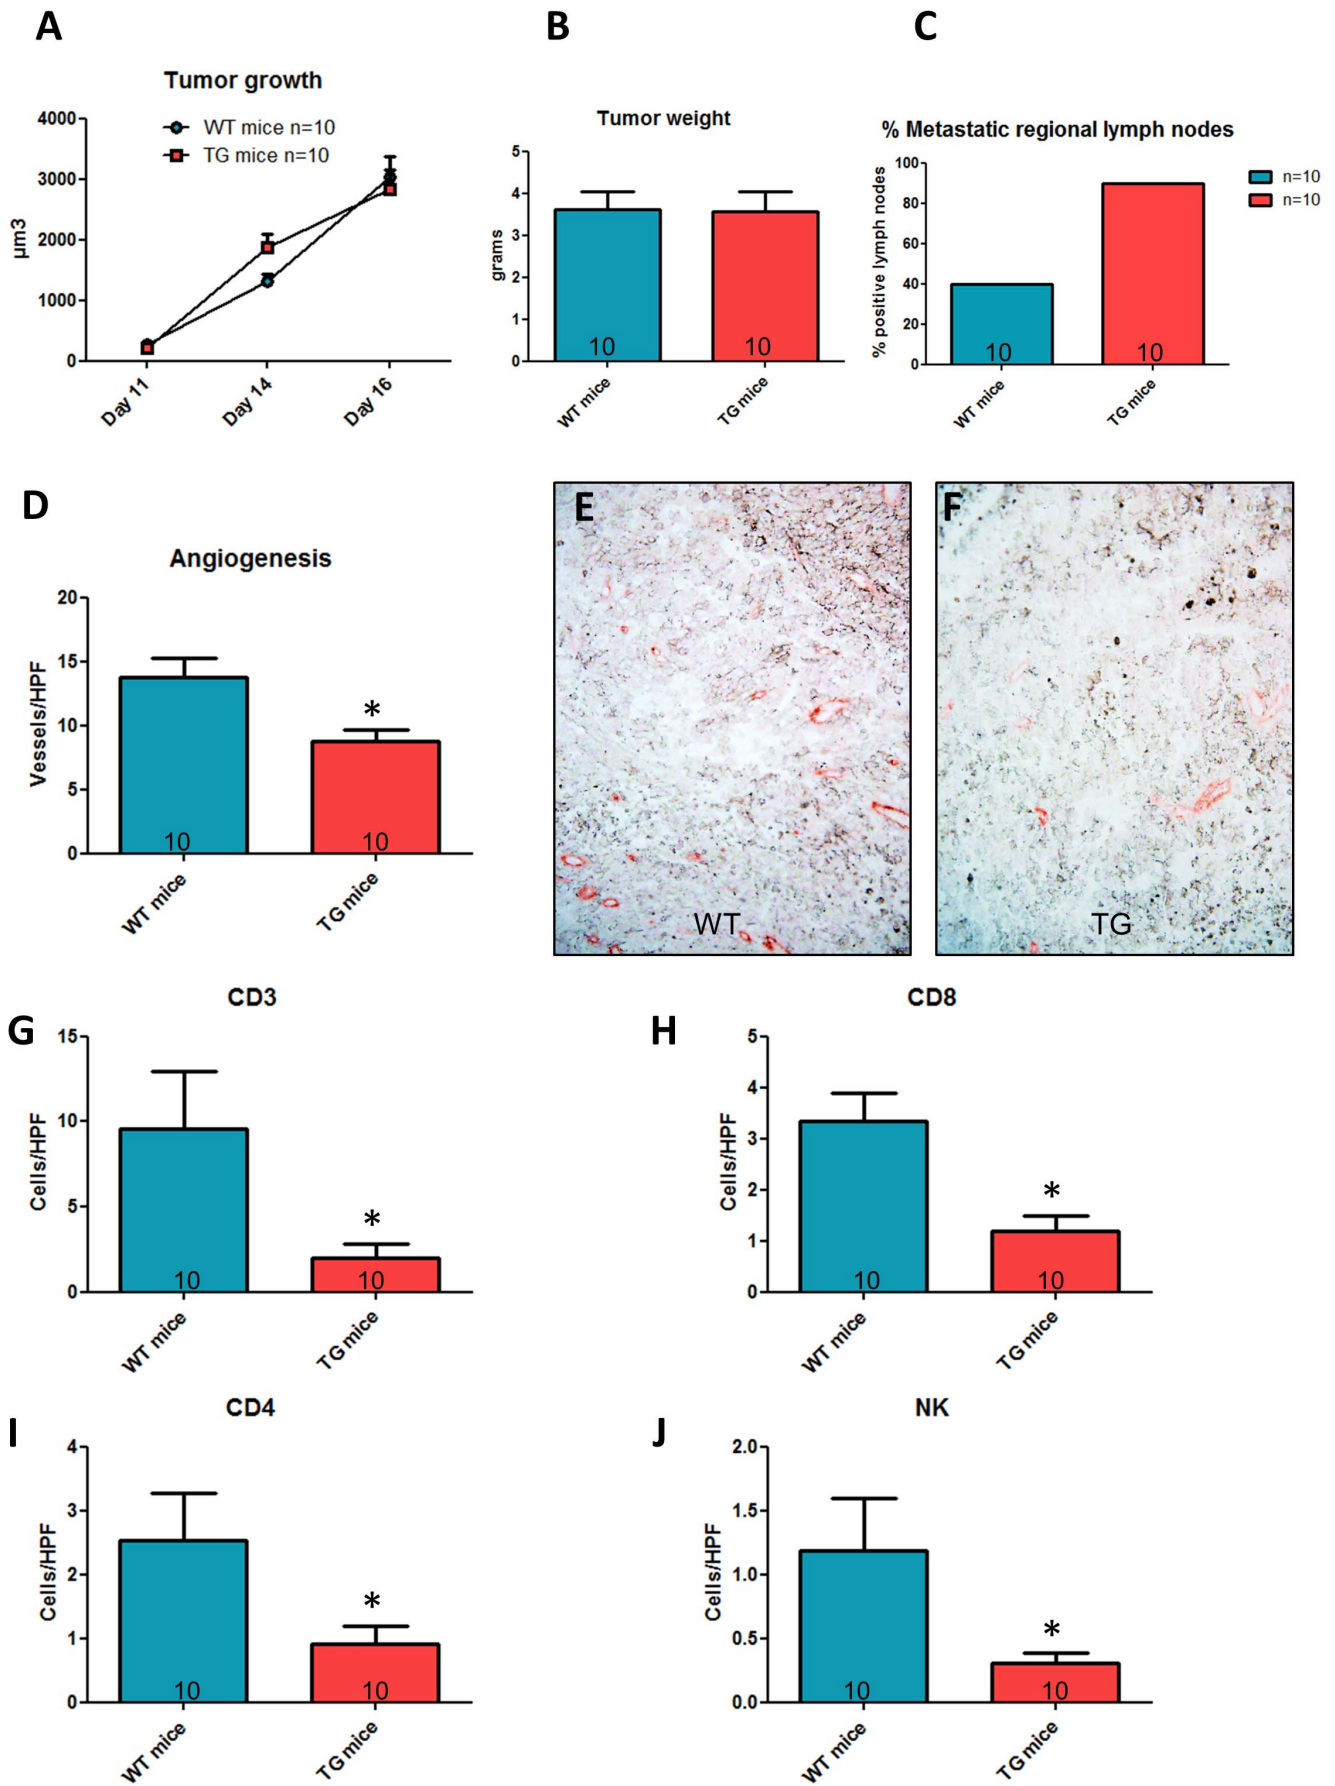 A
B
C
Tumor growth
WT mice n=10
TG mice n=10
4000
3000
2000
1000
0
µm3
Day 11
Day 14
Day 16
Tumor weight
5
4
3
2
1
0
grams
10
10
WT mice
TG mice
% Metastatic regional lymph nodes
100
80
60
40
20
0
% positive lymph nodes
10
10
WT mice
TG mice
n=10
n=10
D
Angiogenesis
20
15
10
5
0
Vessels/HPF
10
10
WT mice
TG mice
E
WT
F
TG
G
CD3
15
10
5
0
Cells/HPF
10
10
WT mice
TG mice
*
*
H
CD8
5
4
3
2
1
0
Cells/HPF
*
10
10
WT mice
TG mice
I
CD4
4
3
2
1
0
Cells/HPF
*
10
10
WT mice
TG mice
J
NK
2.0
1.5
1.0
0.5
0.0
Cells/HPF
*
10
10
WT mice
TG mice